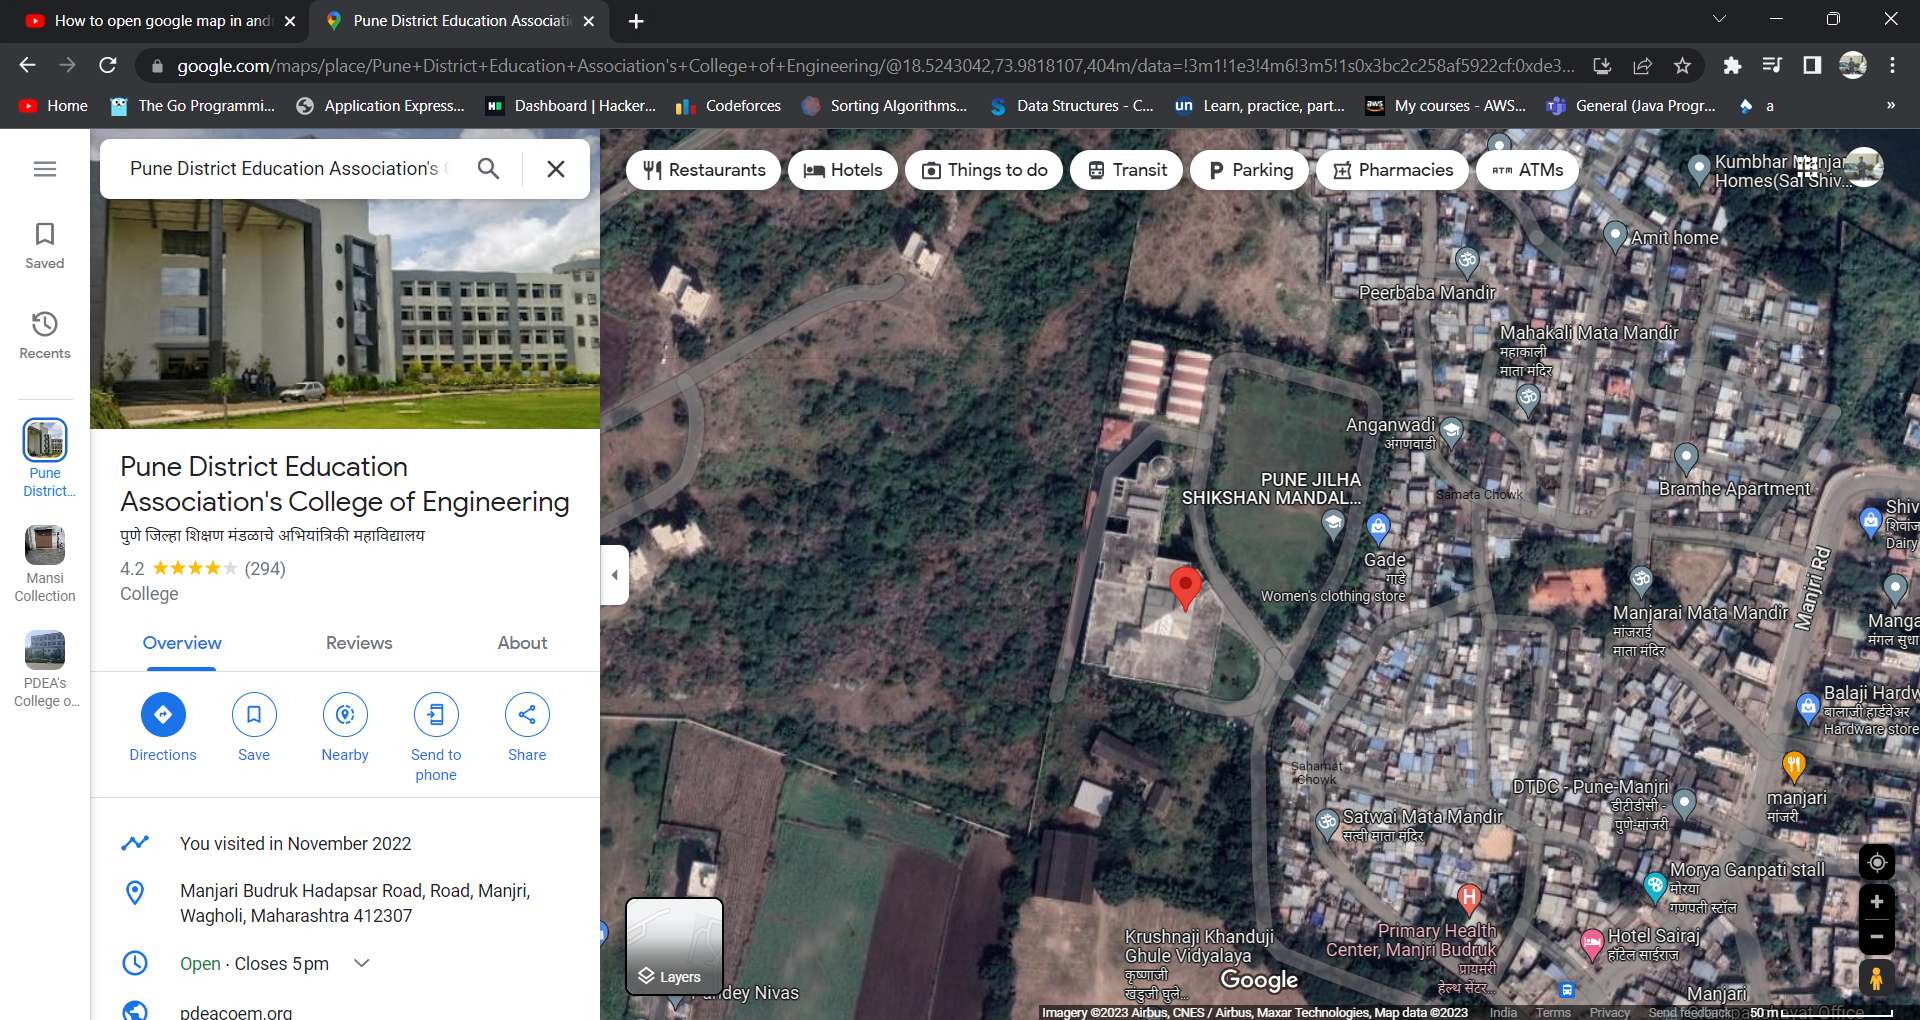 How to open google map in and
Pune District Education Associati
google.com/maps/place/Pune+District+Education+Association's+College+of+Engineering/@18.5243042,73.9818107,404m/data=!3m1!1e3!4m6!3m5!1s0x3bc2c258af5922cf:0xde3...
Home
The Go Programmi...
Application Express...
Dashboard | Hacker...
Codeforces
Sorting Algorithms...
Data Structures - C...
Learn, practice, part...
My courses - AWS...
General (Java Progr...
a
»
Pune District Education Association's
Saved
Recents
Pune
District...
Mansi
Collection
PDEA's
College o...
Pune District Education
Association's College of Engineering
पुणे जिल्हा शिक्षण मंडळाचे अभियांत्रिकी महाविद्यालय
4.2 (294)
College
Overview
Reviews
About
Directions
Save
Nearby
Send to
phone
Share
You visited in November 2022
Manjari Budruk Hadapsar Road, Road, Manjri,
Wagholi, Maharashtra 412307
Open · Closes 5 pm
pdeacoem.org
Restaurants
Hotels
Things to do
Transit
Parking
Pharmacies
ATMs
Kumbhar Manjar
Homes(Sai Shiv...
Amit home
Peerbaba Mandir
Mahakali Mata Mandir
महाकाली
माता मंदिर
Anganwadi
अंगणवाडी
PUNE JILHA
SHIKSHAN MANDAL...
Samata Chowk
Bramhe Apartment
Shiv
Dairy
Gade
गाडे
Women's clothing store
Manjri Rd
Manjarai Mata Mandir
मांजराई
माता मंदिर
Manga
मंगल सुधा
Balaji Hardw
बालाजी हार्डवेअर
Hardware store
Sahamat
Chowk
DTDC - Pune-Manjri
डीटीडीसी -
पुणे-मांजरी
manjari
मांजरी
Satwai Mata Mandir
सत्वी माता मंदिर
Morya Ganpati stall
मोरया
गणपती स्टॉल
Primary Health
Center, Manjri Budruk
प्रायमरी
हेल्थ सेंटर...
Hotel Sairaj
हॉटेल साईराज
Krushnaji Khanduji
Ghule Vidyalaya
कृष्णाजी
खंडुजी घुले...
Google
Layers
ndey Nivas
Manjari
Imagery ©2023 Airbus, CNES / Airbus, Maxar Technologies, Map data ©2023
India
Terms
Privacy
Send feedback
50 m